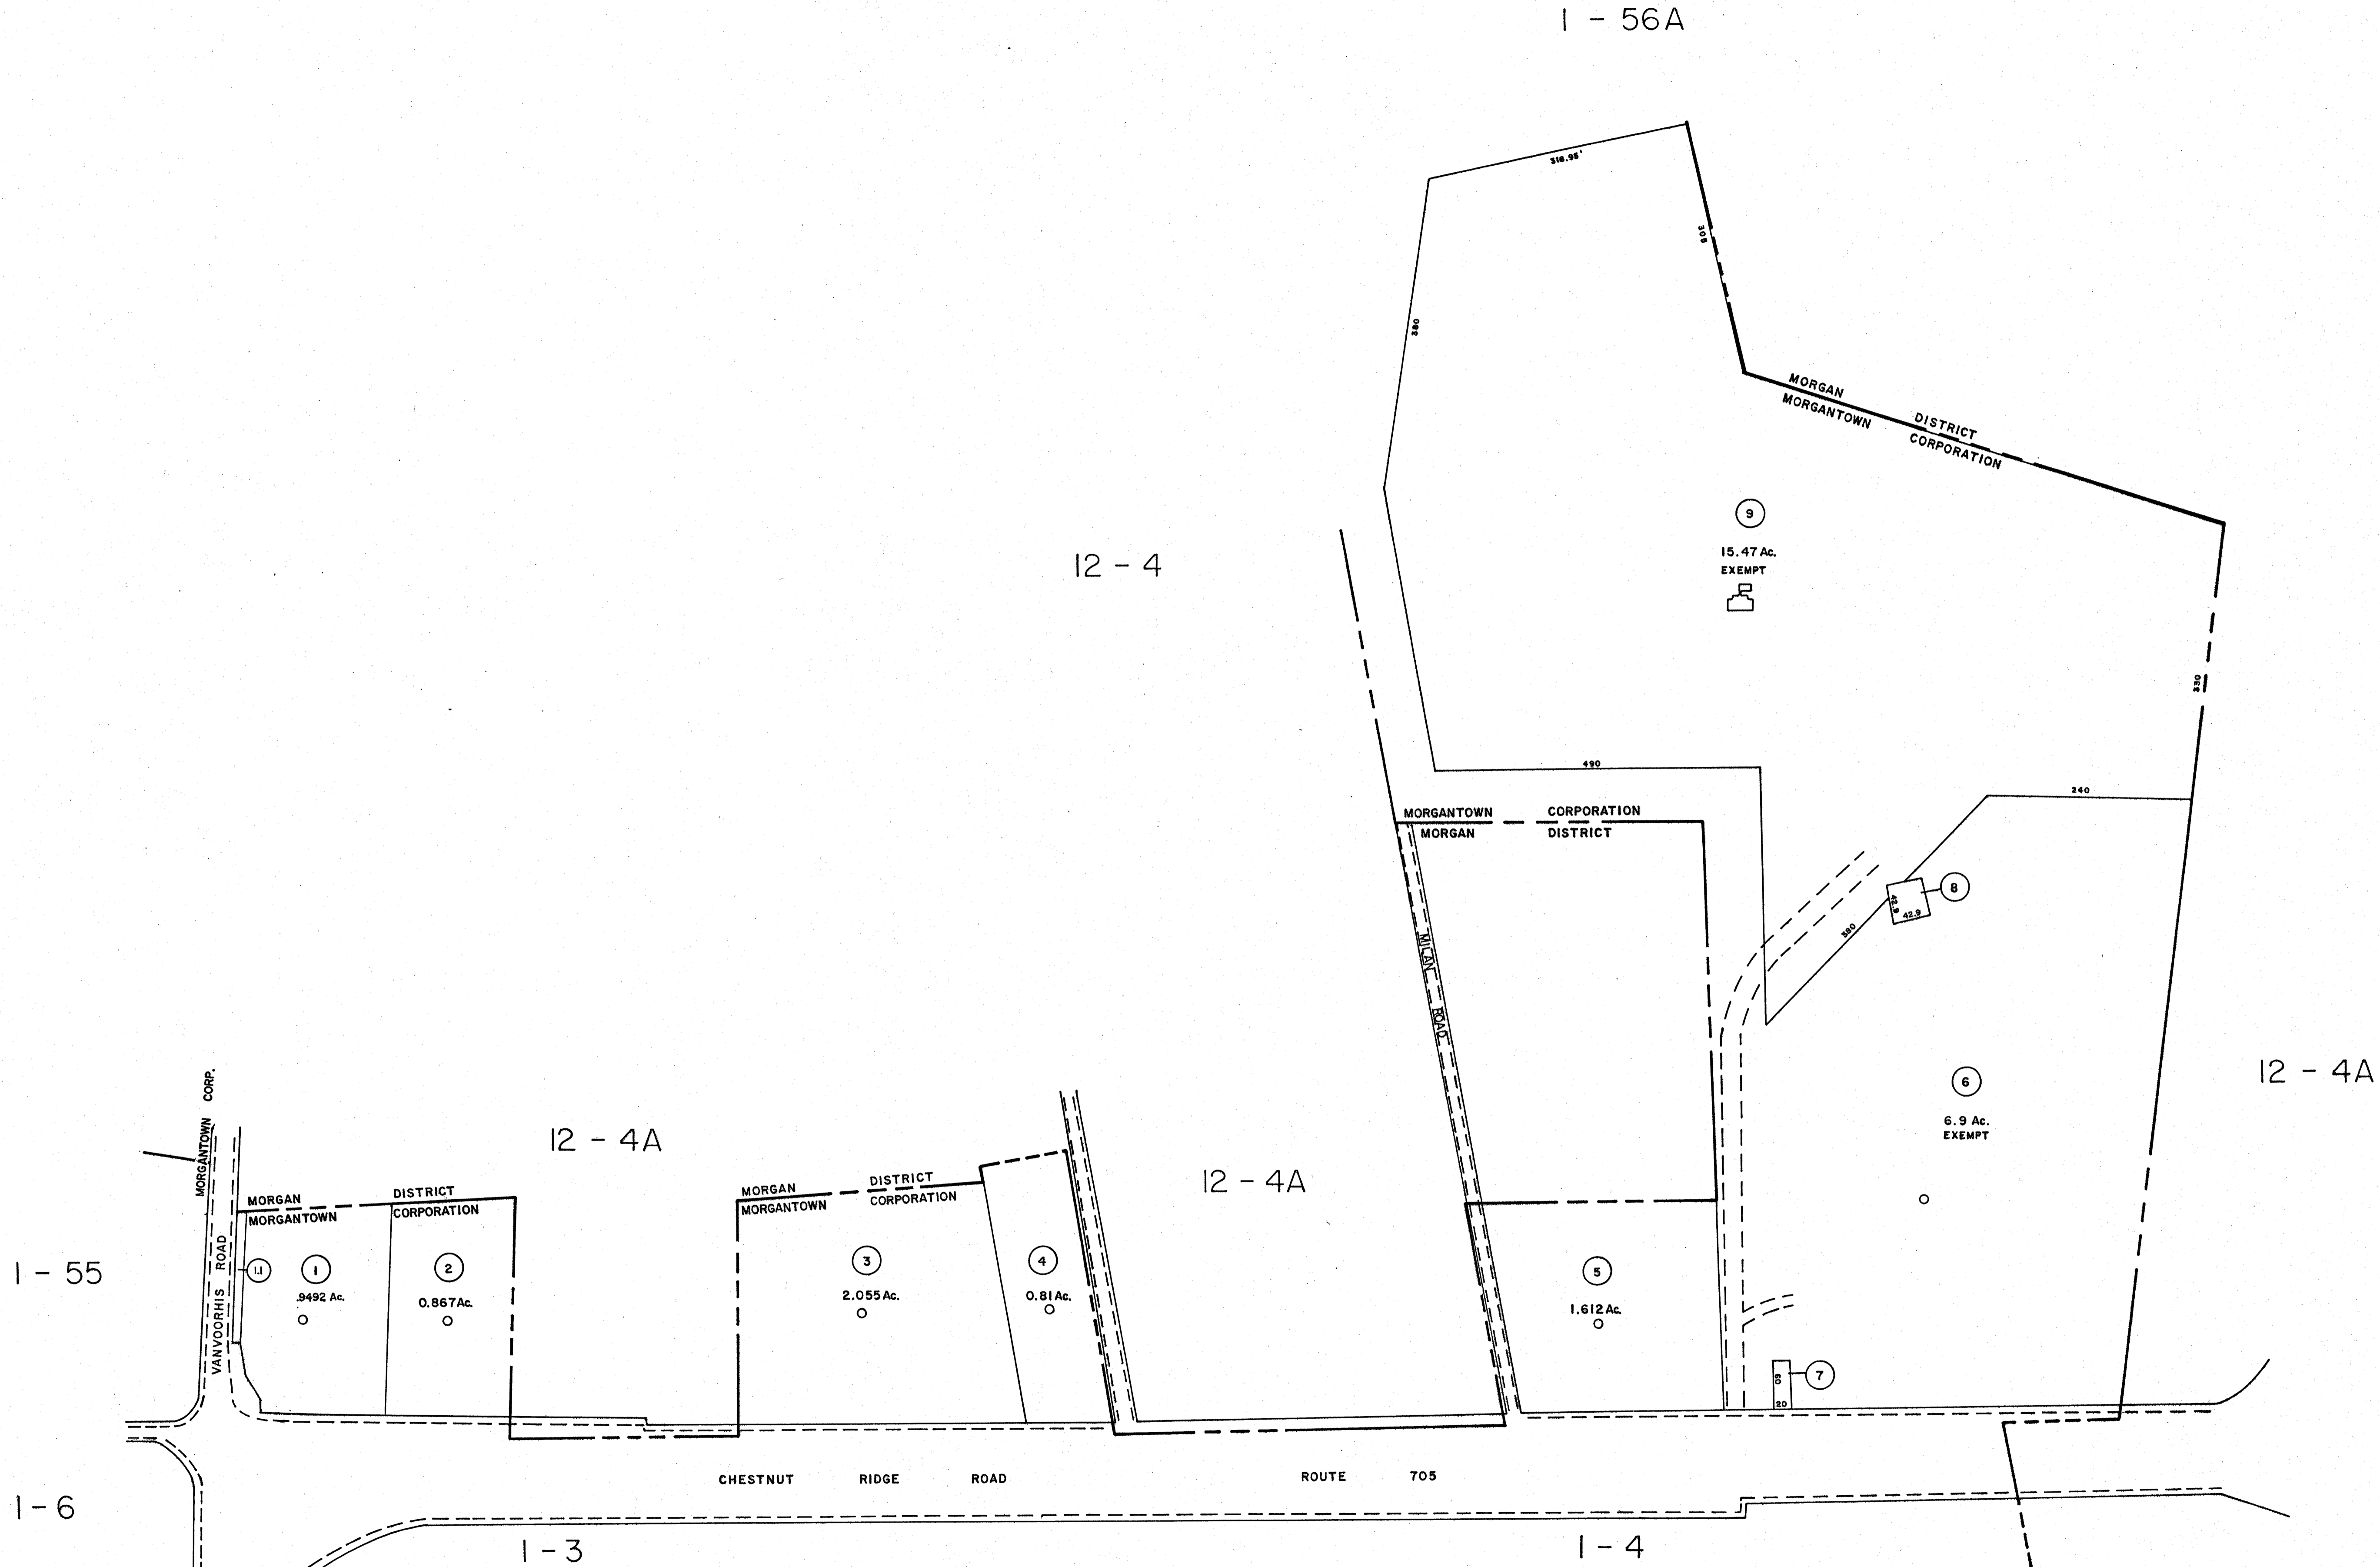 1 - 56A
316.95'
305
380
MORGAN DISTRICT
MORGANTOWN CORPORATION
9
15.47 Ac.
EXEMPT
12 - 4
330
490
240
MORGANTOWN CORPORATION
MORGAN DISTRICT
8
42.9
42.9
380
MILAN ROAD
6
6.9 Ac.
EXEMPT
12 - 4A
MORGANTOWN CORP.
12 - 4A
12 - 4A
MORGAN DISTRICT
MORGANTOWN CORPORATION
MORGAN DISTRICT
MORGANTOWN CORPORATION
VANVOORHIS ROAD
1 - 55
1.1
1
.9492 Ac.
2
0.867 Ac.
3
2.055 Ac.
4
0.81 Ac.
5
1.612 Ac.
7
60
20
CHESTNUT RIDGE ROAD ROUTE 705
1 - 6
1 - 3
1 - 4